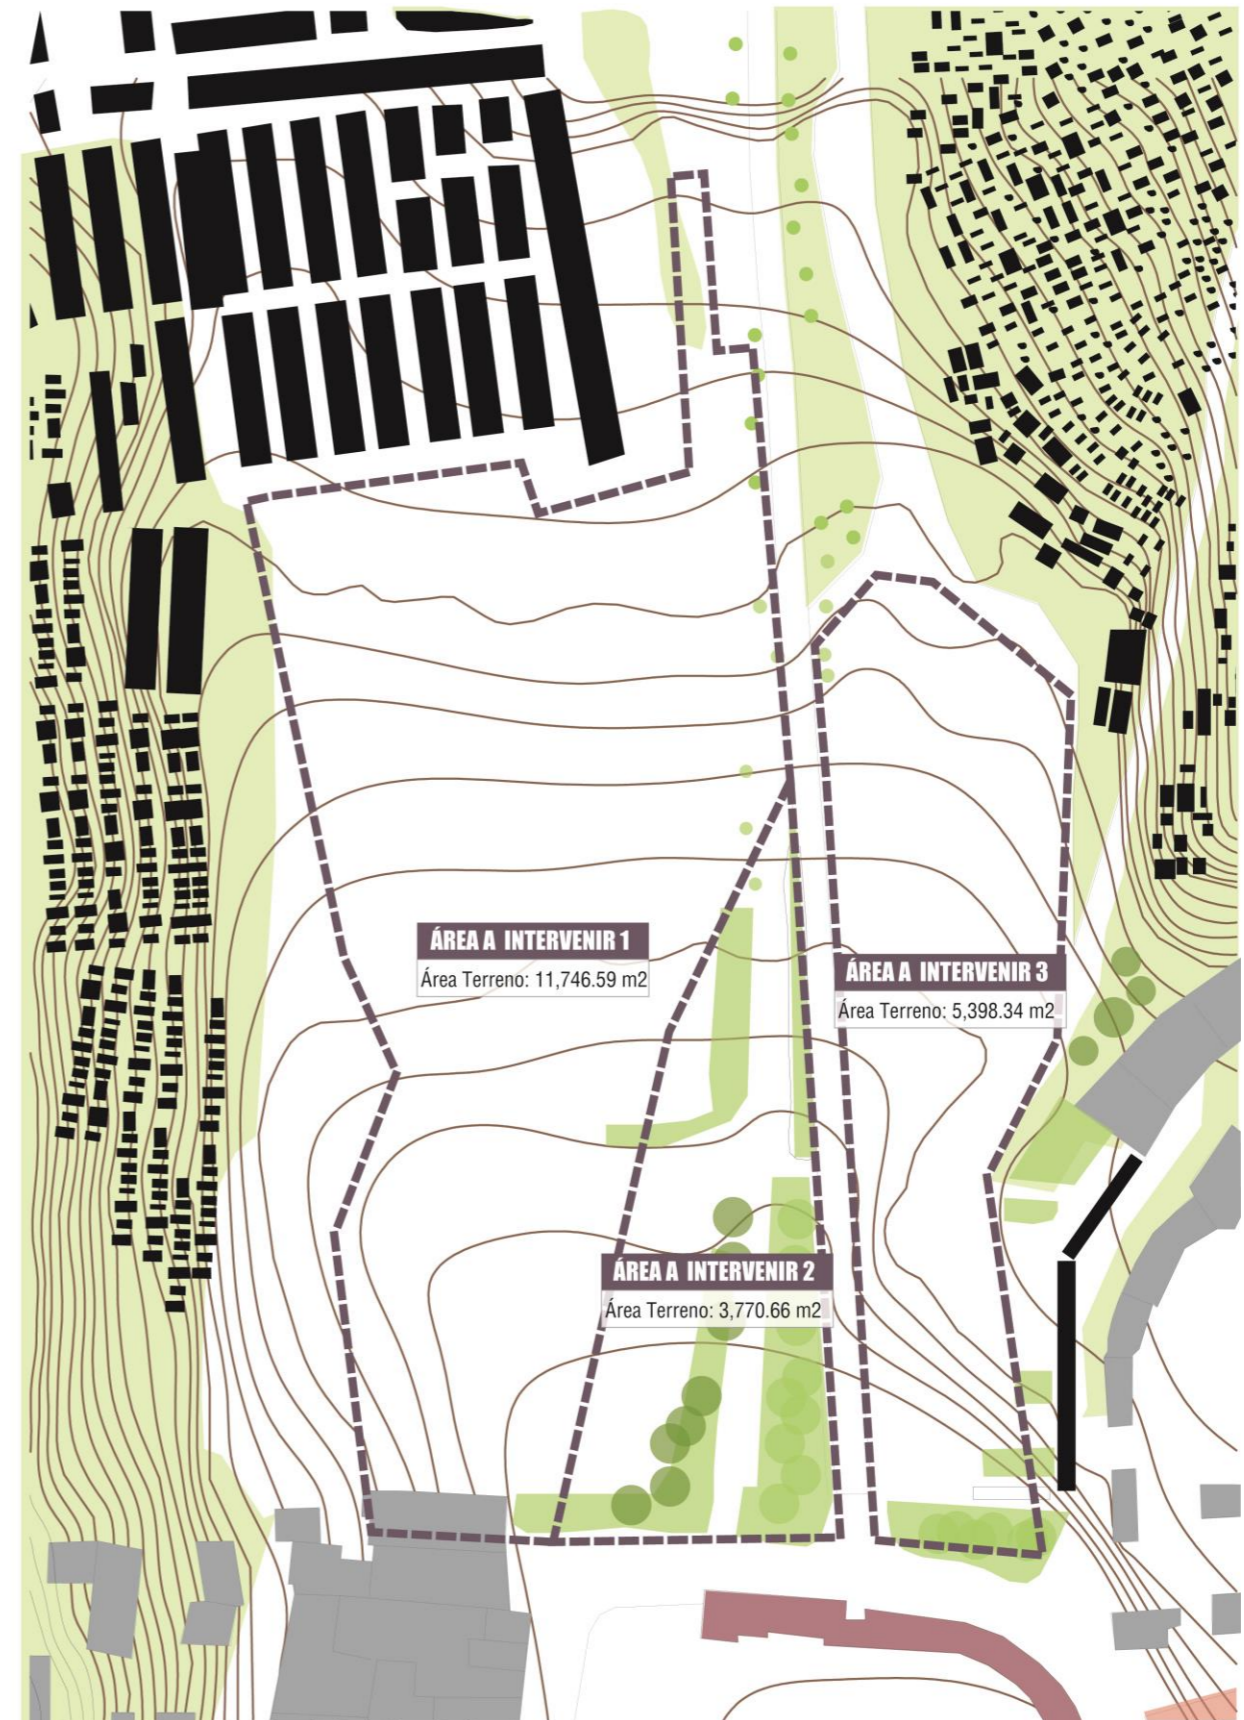 ÁREA A INTERVENIR 1
Área Terreno: 11,746.59 m2
ÁREA A INTERVENIR 3
Área Terreno: 5,398.34 m2
ÁREA A INTERVENIR 2
Área Terreno: 3,770.66 m2